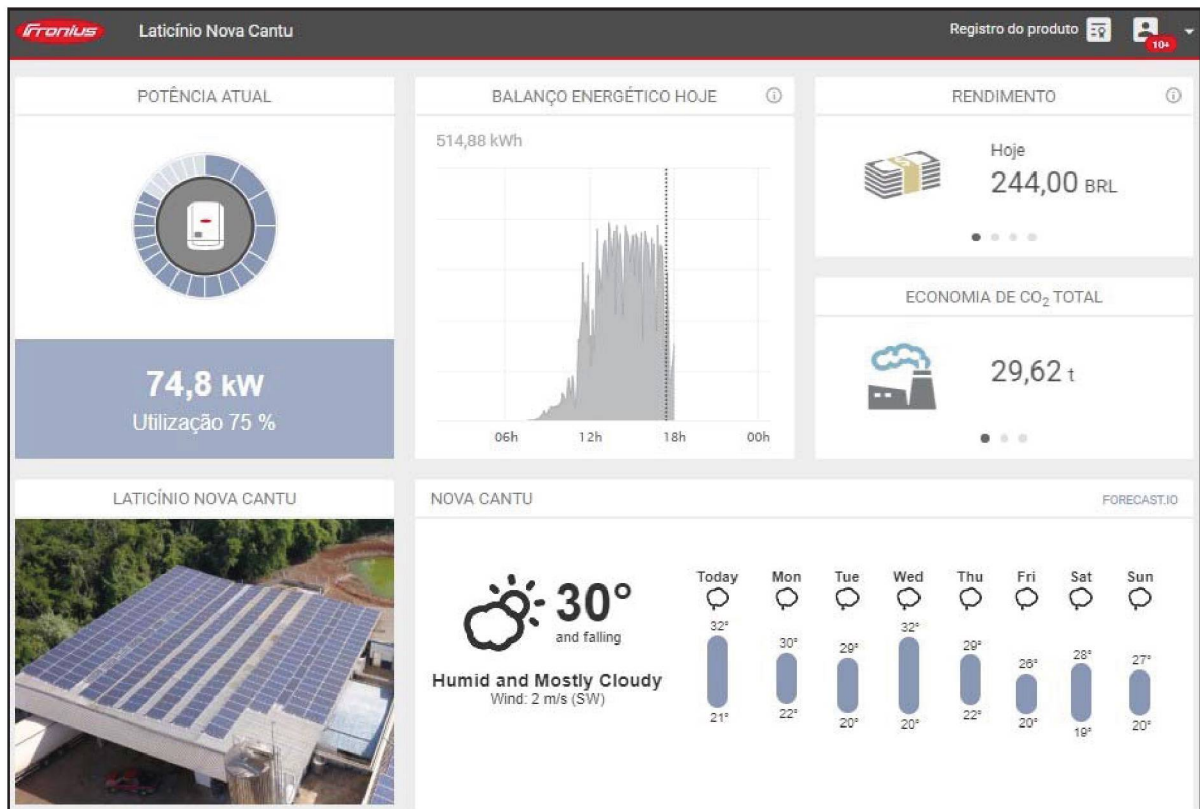 Fronius
Laticínio Nova Cantu
Registro do produto
10+
POTÊNCIA ATUAL
74,8 kW
Utilização 75 %
BALANÇO ENERGÉTICO HOJE
514,88 kWh
06h 12h 18h 00h
RENDIMENTO
Hoje
244,00 BRL
ECONOMIA DE CO₂ TOTAL
29,62 t
LATICÍNIO NOVA CANTU
NOVA CANTU
FORECAST.IO
30°
and falling
Humid and Mostly Cloudy
Wind: 2 m/s (SW)
Today Mon Tue Wed Thu Fri Sat Sun
32° 30° 29° 32° 29° 26° 28° 27°
21° 22° 20° 20° 22° 20° 19° 20°